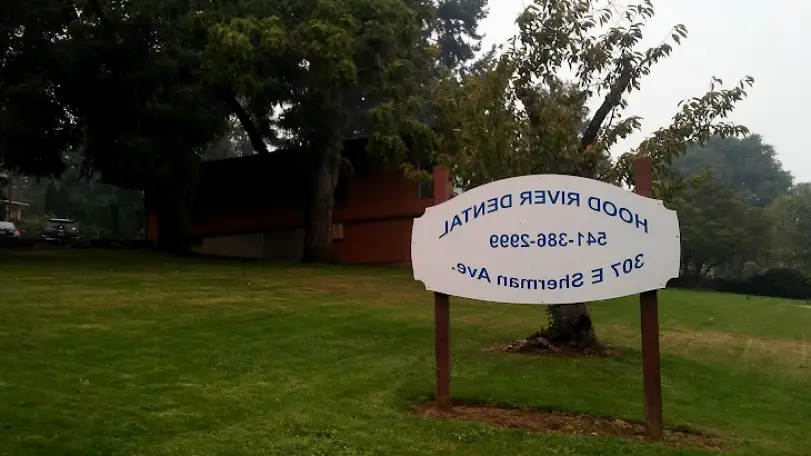 HOOD RIVER DENTAL
541-386-2999
307 E Sherman Ave.